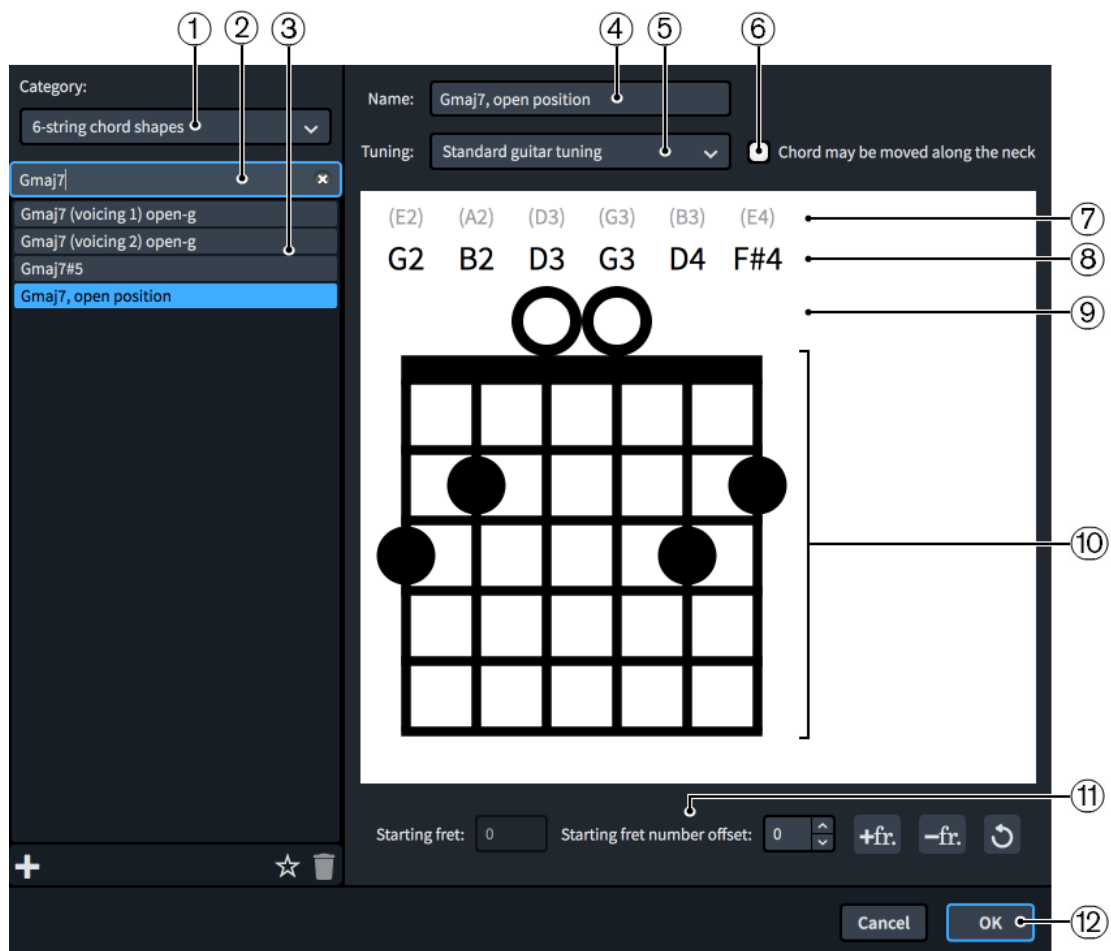 ① ② ③ ④ ⑤ ⑥
Category:
6-string chord shapes
Gmaj7
Gmaj7 (voicing 1) open-g
Gmaj7 (voicing 2) open-g
Gmaj7#5
Gmaj7, open position
Name: Gmaj7, open position
Tuning: Standard guitar tuning Chord may be moved along the neck
(E2) (A2) (D3) (G3) (B3) (E4) ⑦
G2 B2 D3 G3 D4 F#4 ⑧
⑨
⑩
⑪
Starting fret: 0 Starting fret number offset: 0 +fr. −fr.
Cancel OK ⑫